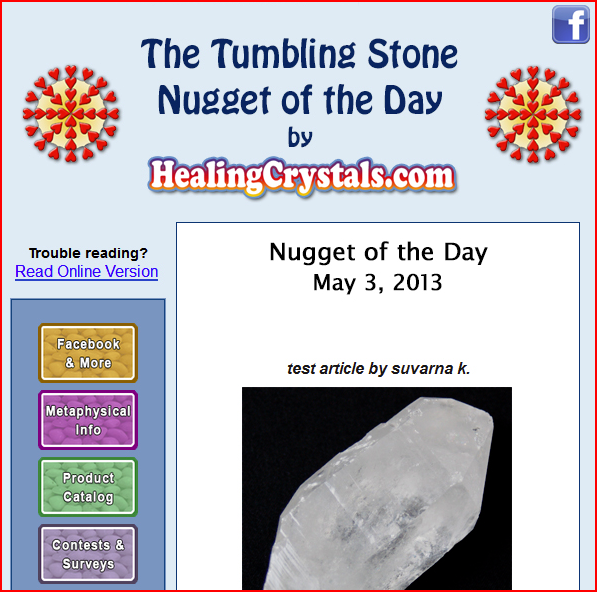 The Tumbling Stone
Nugget of the Day
by
HealingCrystals.com
f
Trouble reading?
Read Online Version
Facebook
& More
Metaphysical
Info
Product
Catalog
Contests &
Surveys
Nugget of the Day
May 3, 2013
test article by suvarna k.